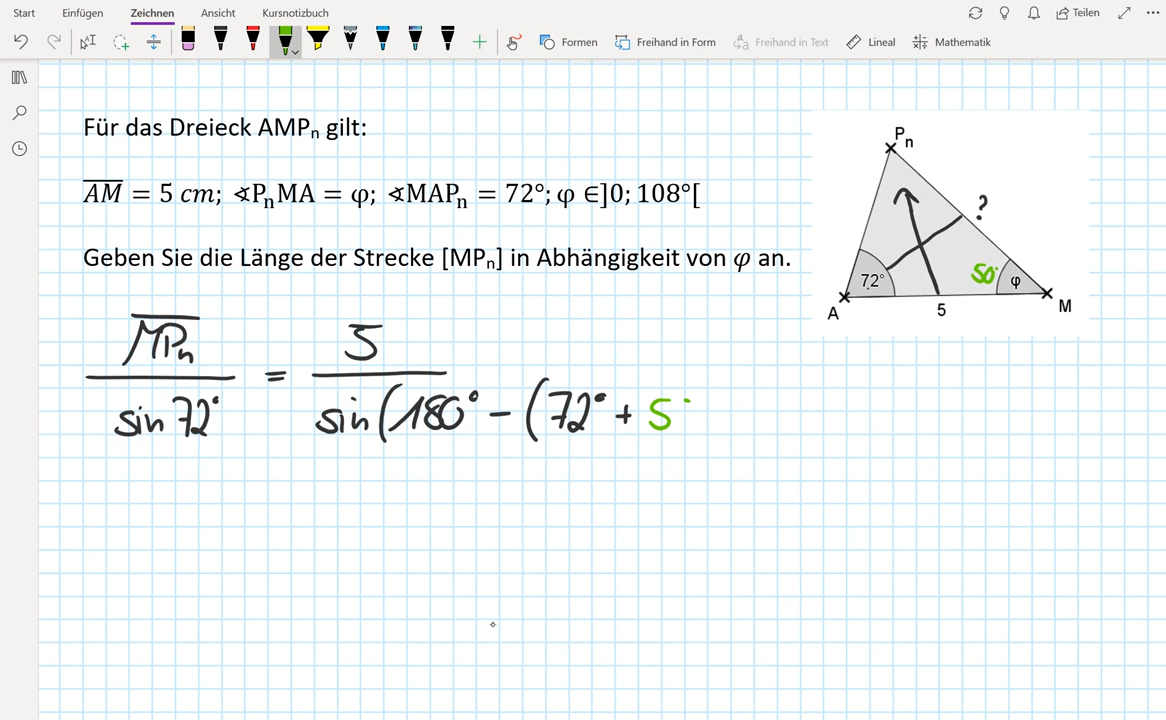 Start Einfügen Zeichnen Ansicht Kursnotizbuch
Teilen
Formen Freihand in Form Freihand in Text Lineal Mathematik
Für das Dreieck AMPₙ gilt:
A̅M̅ = 5 cm; ∢PₙMA = φ; ∢MAPₙ = 72°; φ ∈]0; 108°[
Geben Sie die Länge der Strecke [MPₙ] in Abhängigkeit von φ an.
Pₙ
?
72°
50°
φ
A
5
M
M̅P̅ₙ̅ / sin 72° = 5 / sin(180° − (72° + 5